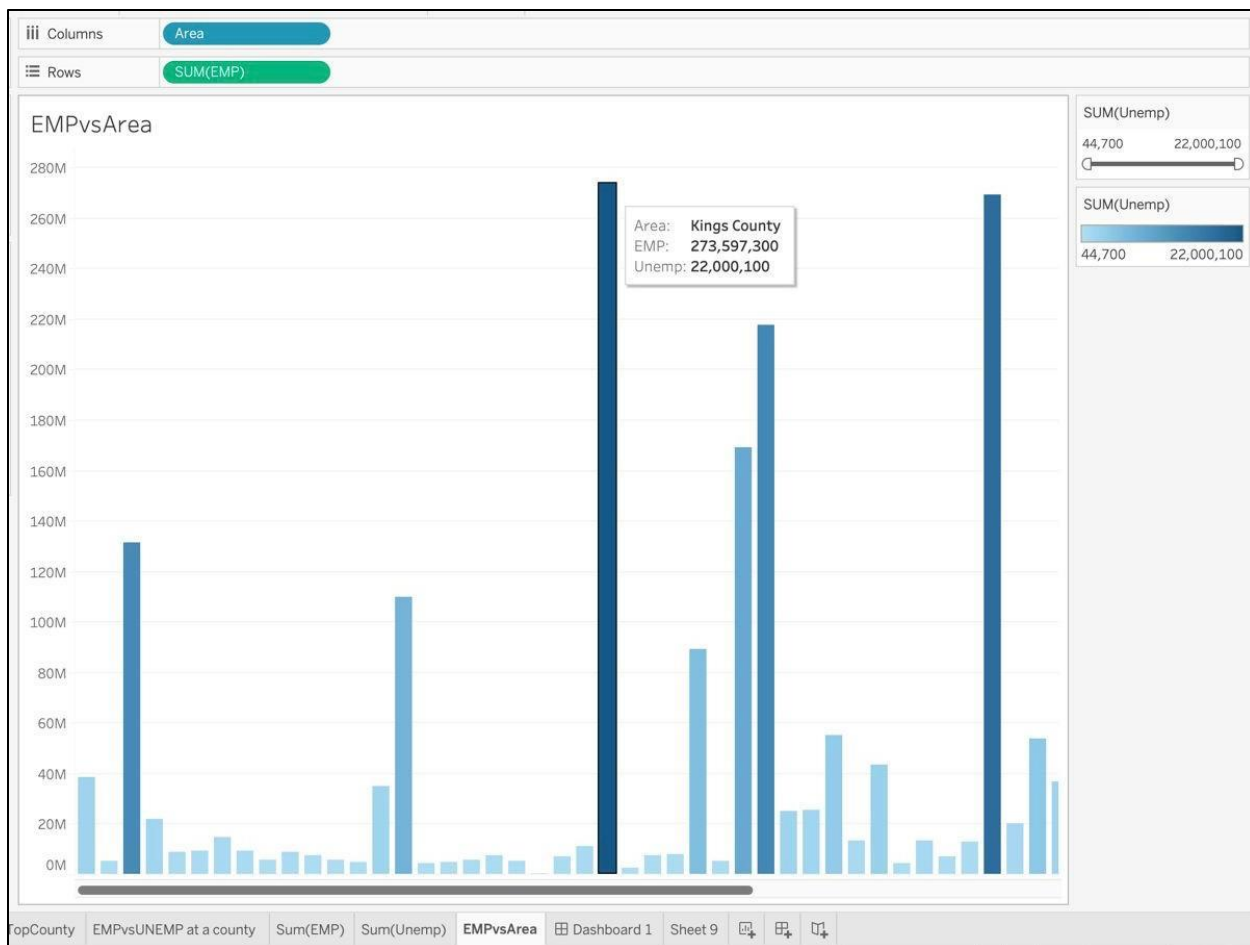 Columns Area
Rows SUM(EMP)
EMPvsArea
280M
260M
240M
220M
200M
180M
160M
140M
120M
100M
80M
60M
40M
20M
0M
Area: Kings County
EMP: 273,597,300
Unemp: 22,000,100
SUM(Unemp)
44,700 22,000,100
SUM(Unemp)
44,700 22,000,100
TopCounty EMPvsUNEMP at a county Sum(EMP) Sum(Unemp) EMPvsArea Dashboard 1 Sheet 9